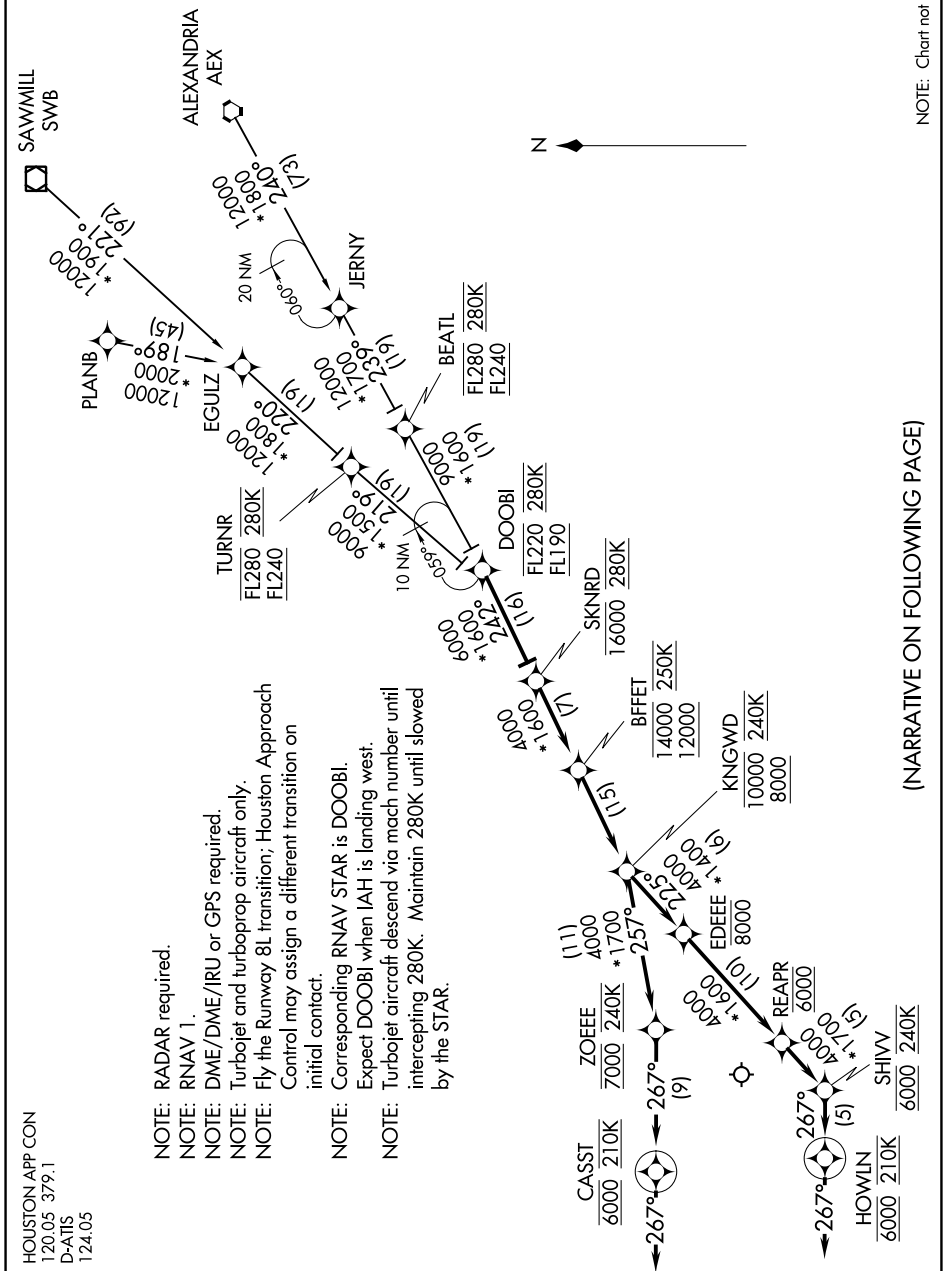 HOUSTON APP CON
120.05 379.1
D-ATIS
124.05
NOTE: RADAR required.
NOTE: RNAV 1.
NOTE: DME/DME/IRU or GPS required.
NOTE: Turbojet and turboprop aircraft only.
NOTE: Fly the Runway 8L transition; Houston Approach
Control may assign a different transition on
initial contact.
NOTE: Corresponding RNAV STAR is DOOBI.
Expect DOOBI when IAH is landing west.
NOTE: Turbojet aircraft descend via mach number until
intercepting 280K. Maintain 280K until slowed
by the STAR.
SAWMILL
SWB
12000
*1900
221°
(92)
ALEXANDRIA
AEX
12000
*1800
240°
(73)
PLANB
12000
*2000
189°
(45)
EGULZ
12000
*1800
220°
(19)
20 NM
060°
JERNY
12000
*1700
239°
(19)
TURNR
FL280 280K
FL240
9000
*1500
219°
(19)
BEATL
FL280 280K
FL240
9000
*1600
(19)
10 NM
059°
DOOBI
FL220 280K
FL190
6000
*1600
242°
(16)
SKNRD
16000 280K
4000
*1600
(7)
BFFET
14000 250K
12000
(15)
KNGWD
10000 240K
8000
(11)
4000
*1700
257°
225°
4000
*1400
(6)
ZOEEE
7000 240K
267°
(9)
CASST
6000 210K
267°
EDEEE
8000
4000
*1600
(10)
REAPR
6000
4000
*1700
(5)
SHIVV
6000 240K
267°
(5)
HOWLN
6000 210K
267°
N
(NARRATIVE ON FOLLOWING PAGE)
NOTE: Chart not